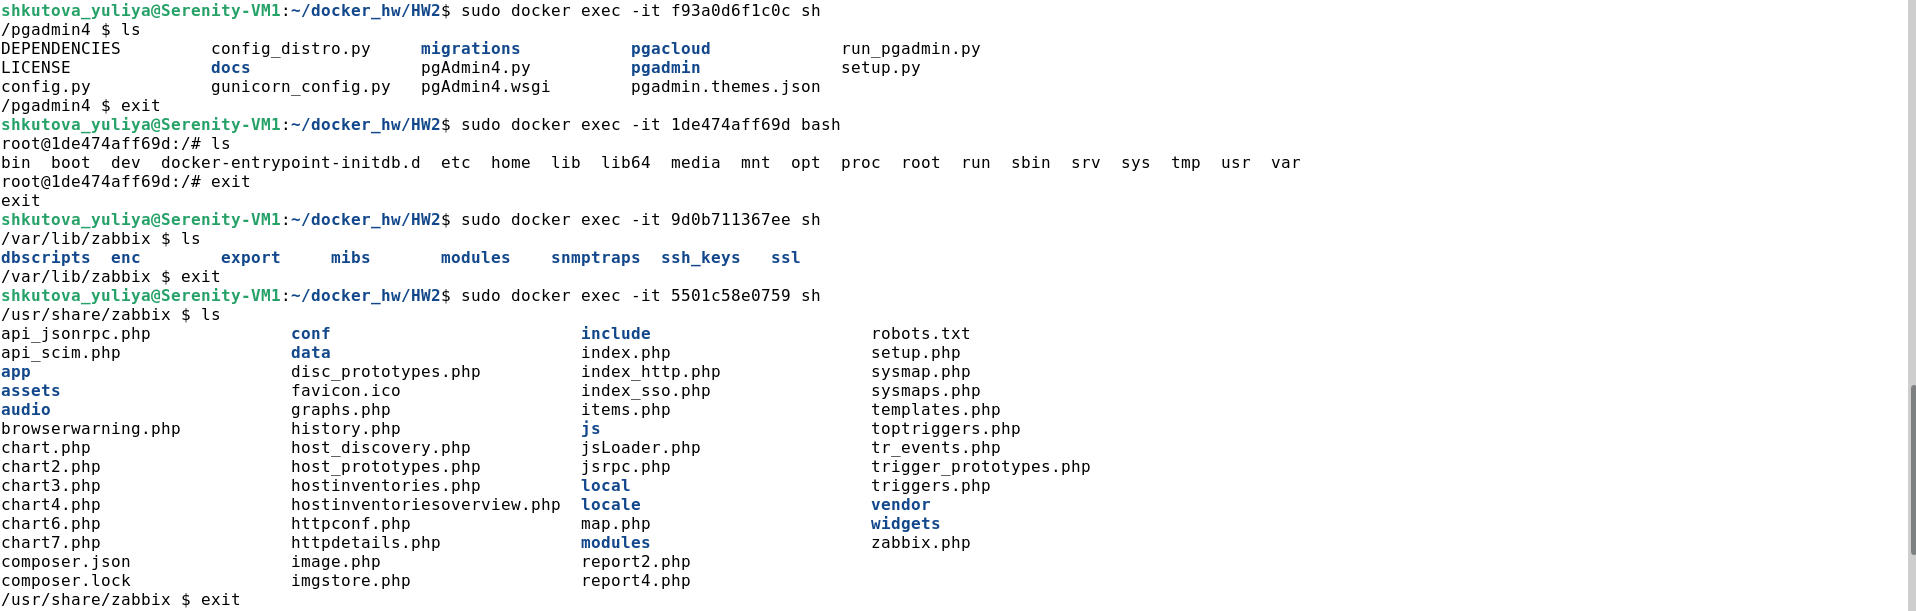 shkutova_yuliya@Serenity-VM1:~/docker_hw/HW2$ sudo docker exec -it f93a0d6f1c0c sh
/pgadmin4 $ ls
DEPENDENCIES         config_distro.py     migrations           pgacloud             run_pgadmin.py
LICENSE              docs                 pgAdmin4.py          pgadmin              setup.py
config.py            gunicorn_config.py   pgAdmin4.wsgi        pgadmin.themes.json
/pgadmin4 $ exit
shkutova_yuliya@Serenity-VM1:~/docker_hw/HW2$ sudo docker exec -it 1de474aff69d bash
root@1de474aff69d:/# ls
bin  boot  dev  docker-entrypoint-initdb.d  etc  home  lib  lib64  media  mnt  opt  proc  root  run  sbin  srv  sys  tmp  usr  var
root@1de474aff69d:/# exit
exit
shkutova_yuliya@Serenity-VM1:~/docker_hw/HW2$ sudo docker exec -it 9d0b711367ee sh
/var/lib/zabbix $ ls
dbscripts  enc        export     mibs       modules    snmptraps  ssh_keys   ssl
/var/lib/zabbix $ exit
shkutova_yuliya@Serenity-VM1:~/docker_hw/HW2$ sudo docker exec -it 5501c58e0759 sh
/usr/share/zabbix $ ls
api_jsonrpc.php              conf                         include                      robots.txt
api_scim.php                 data                         index.php                    setup.php
app                          disc_prototypes.php          index_http.php               sysmap.php
assets                       favicon.ico                  index_sso.php                sysmaps.php
audio                        graphs.php                   items.php                    templates.php
browserwarning.php           history.php                  js                           toptriggers.php
chart.php                    host_discovery.php           jsLoader.php                 tr_events.php
chart2.php                   host_prototypes.php          jsrpc.php                    trigger_prototypes.php
chart3.php                   hostinventories.php          local                        triggers.php
chart4.php                   hostinventoriesoverview.php  locale                       vendor
chart6.php                   httpconf.php                 map.php                      widgets
chart7.php                   httpdetails.php              modules                      zabbix.php
composer.json                image.php                    report2.php
composer.lock                imgstore.php                 report4.php
/usr/share/zabbix $ exit